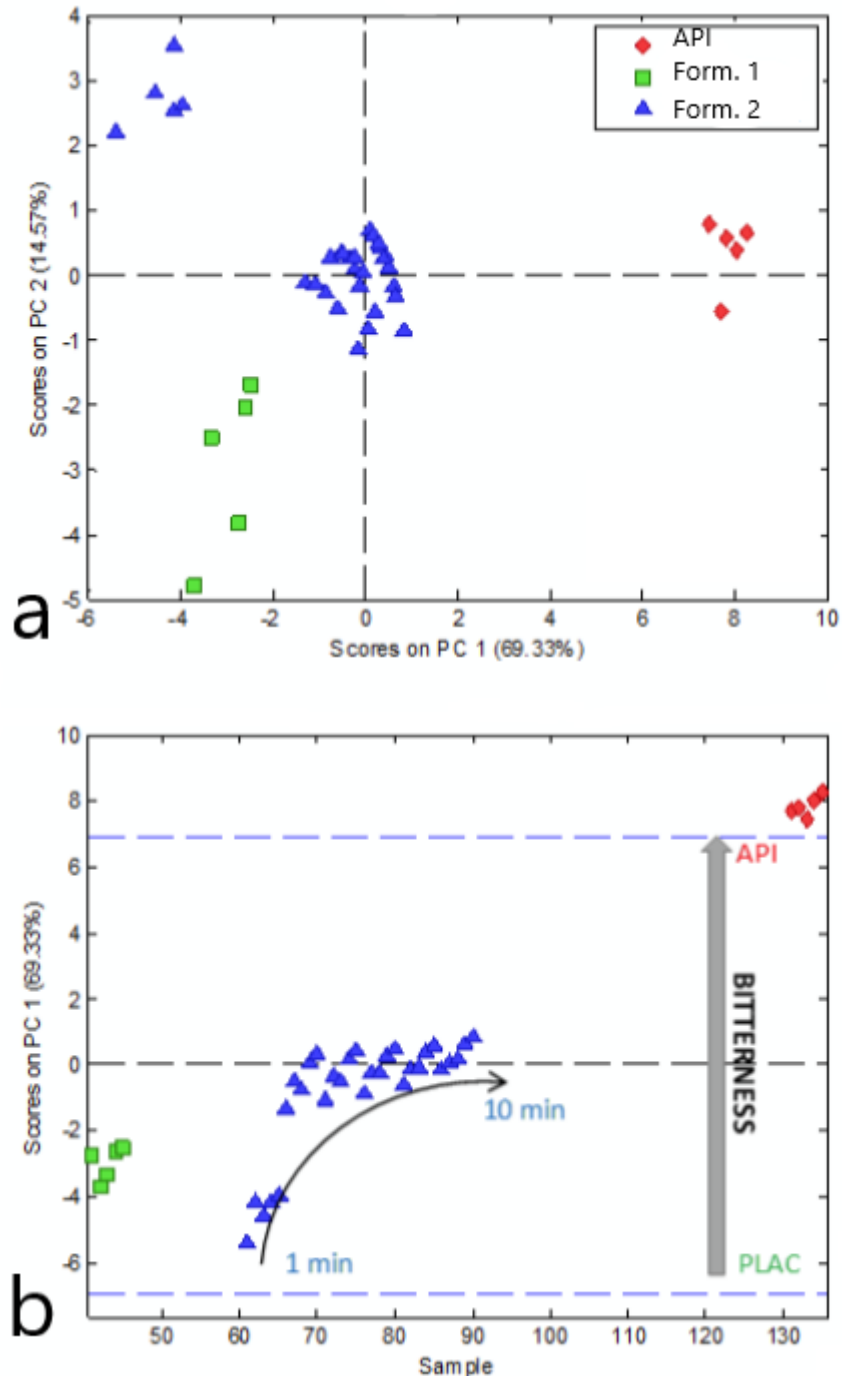 4
3
2
1
0
-1
-2
-3
-4
-5
Scores on PC 2 (14.57%)
API
Form. 1
Form. 2
-6 -4 -2 0 2 4 6 8 10
Scores on PC 1 (69.33%)
a
10
8
6
4
2
0
-2
-4
-6
Scores on PC 1 (69.33%)
API
BITTERNESS
10 min
1 min
PLAC
50 60 70 80 90 100 110 120 130
Sample
b